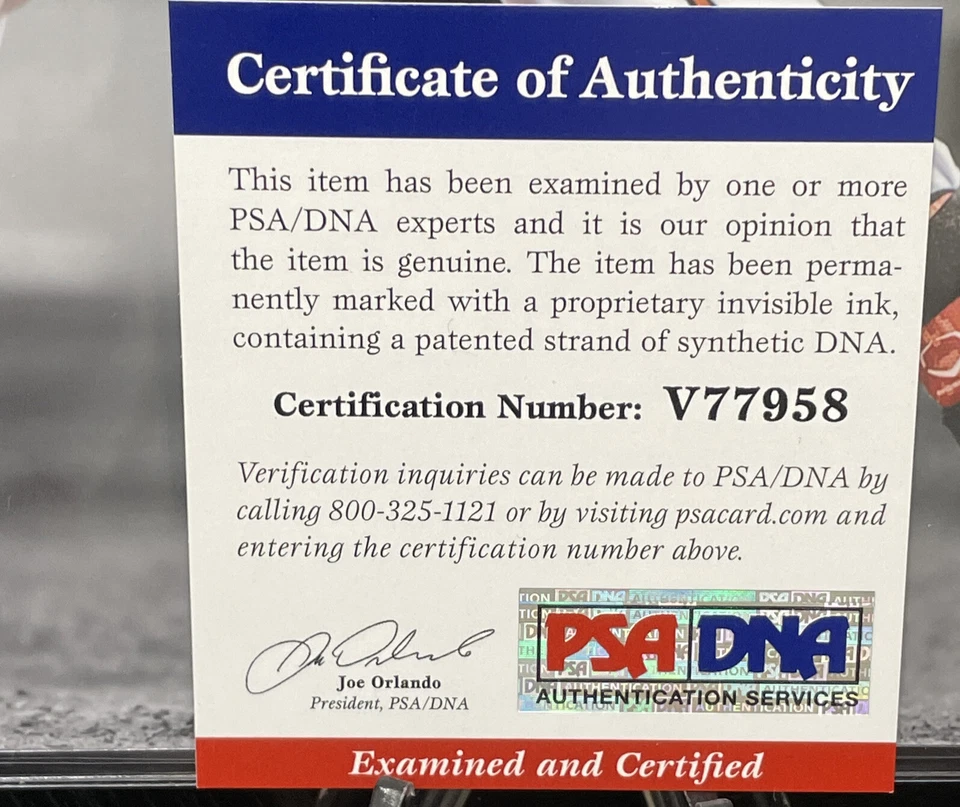 Certificate of Authenticity
This item has been examined by one or more
PSA/DNA experts and it is our opinion that
the item is genuine. The item has been perma-
nently marked with a proprietary invisible ink,
containing a patented strand of synthetic DNA.
Certification Number: V77958
Verification inquiries can be made to PSA/DNA by
calling 800-325-1121 or by visiting psacard.com and
entering the certification number above.
Joe Orlando
President, PSA/DNA
PSA DNA
AUTHENTICATION SERVICES
Examined and Certified